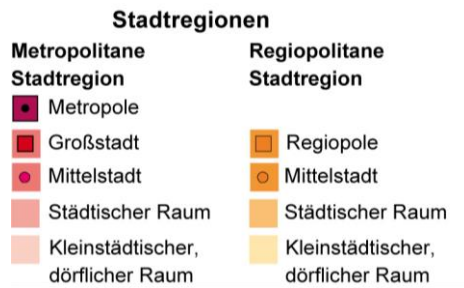 Stadtregionen
Metropolitane
Stadtregion
Metropole
Großstadt
Mittelstadt
Städtischer Raum
Kleinstädtischer,
dörflicher Raum
Regiopolitane
Stadtregion
Regiopole
Mittelstadt
Städtischer Raum
Kleinstädtischer,
dörflicher Raum